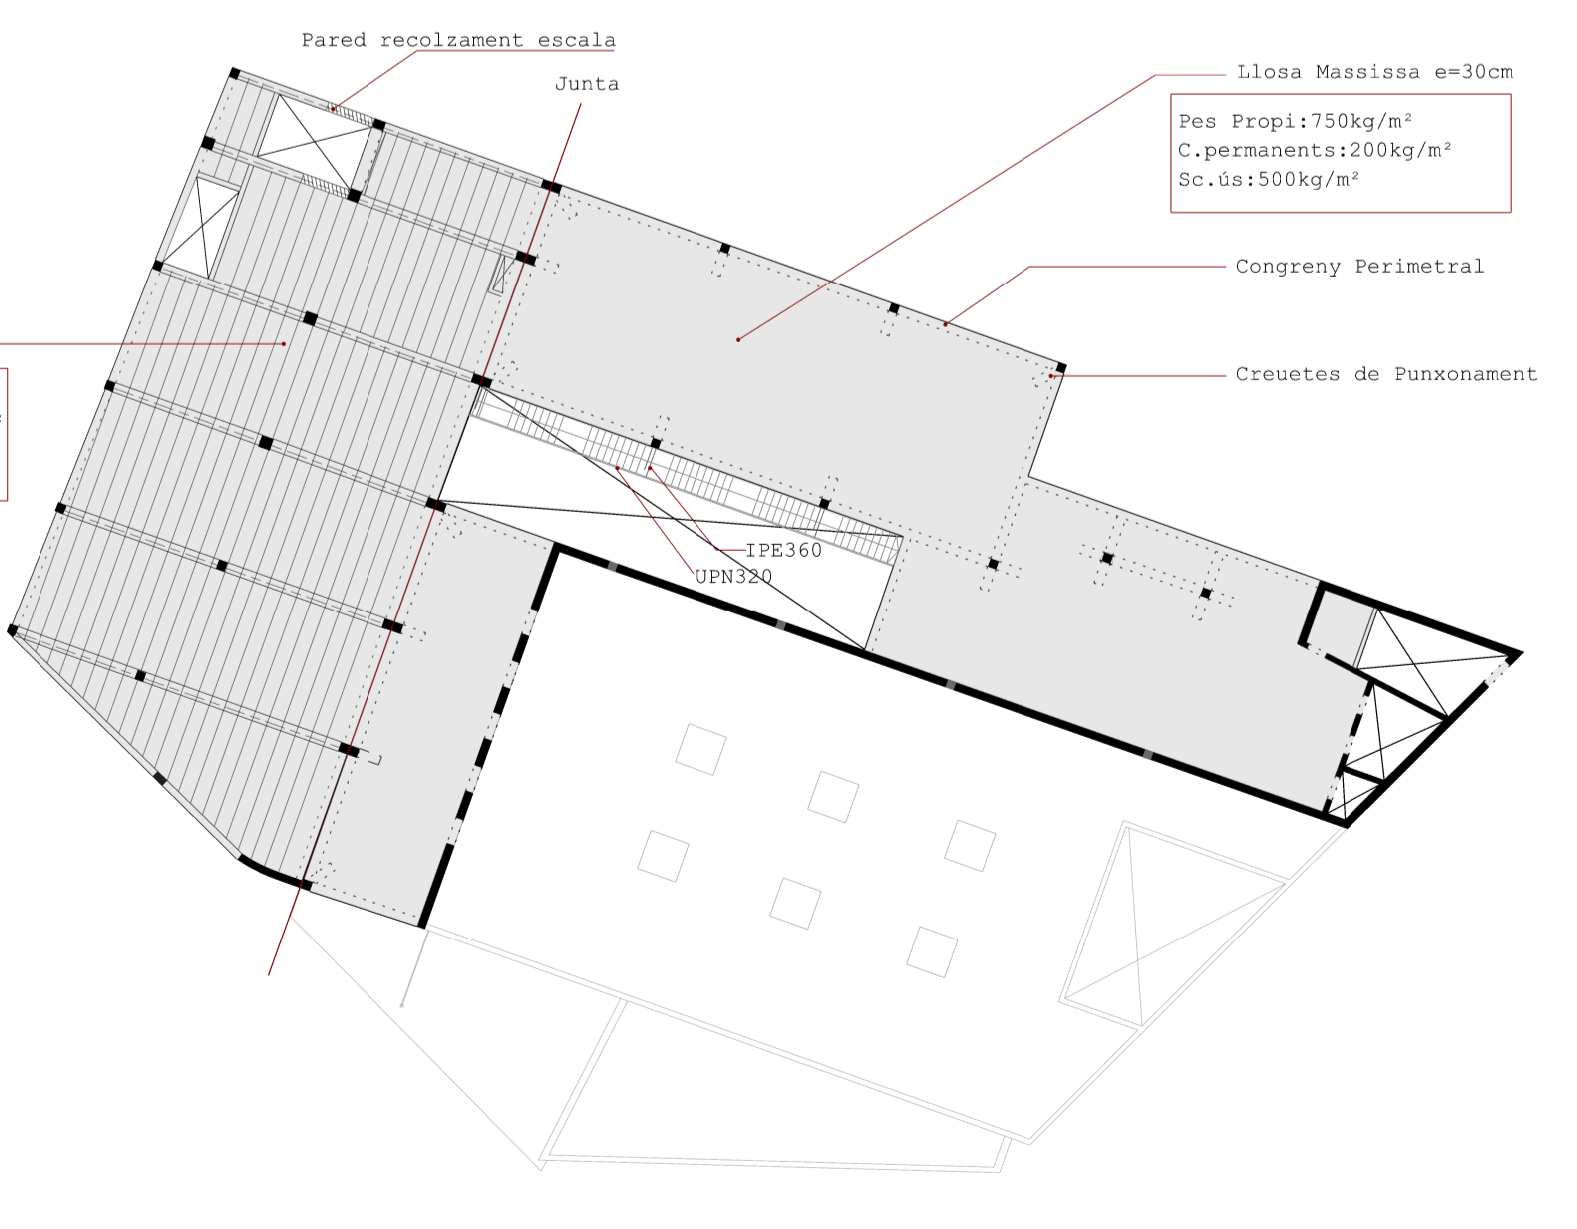 Pared recolzament escala
Junta
Llosa Massissa e=30cm
Pes Propi:750kg/m²
C.permanents:200kg/m²
Sc.ús:500kg/m²
Congreny Perimetral
Creuetes de Punxonament
IPE360
UPN320